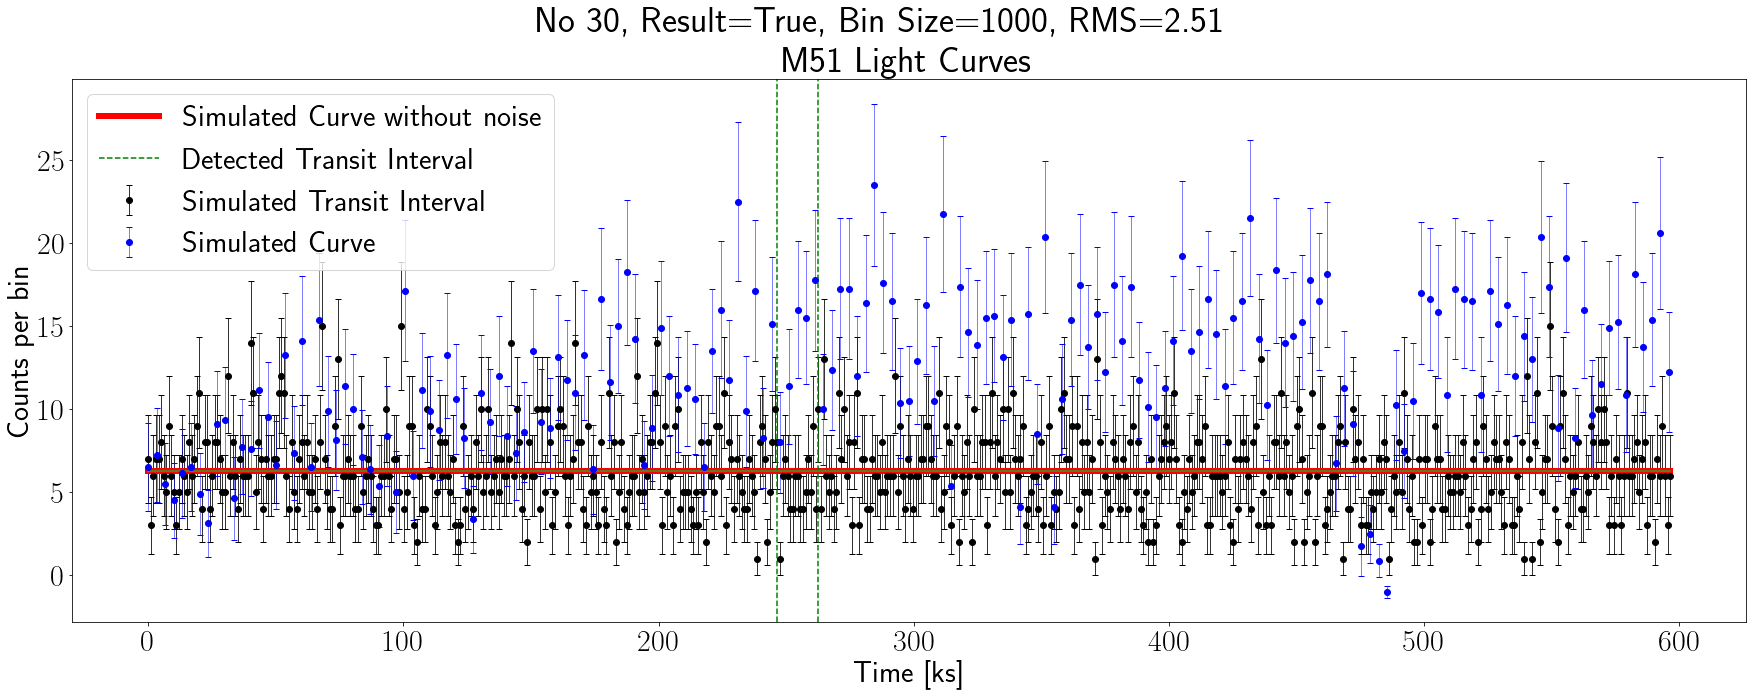 No 30, Result=True, Bin Size=1000, RMS=2.51
M51 Light Curves
Simulated Curve without noise
Detected Transit Interval
Simulated Transit Interval
Simulated Curve
Counts per bin
25
20
15
10
5
0
0 100 200 300 400 500 600
Time [ks]